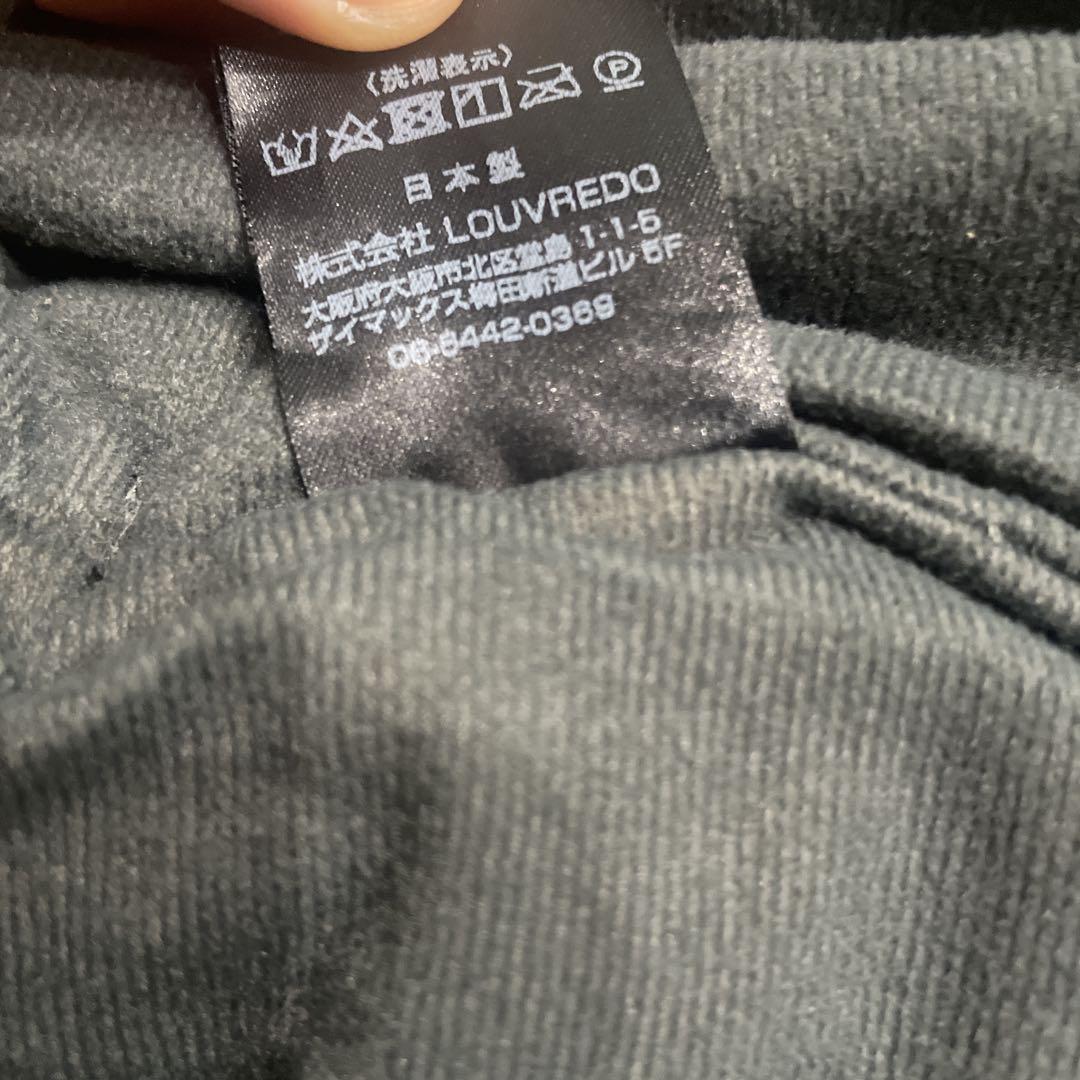 〈洗濯表示〉
P
日本製
株式会社 LOUVREDO
大阪府大阪市北区堂島 1-1-5
ザイマックス梅田新道ビル 5F
06-6442-0369